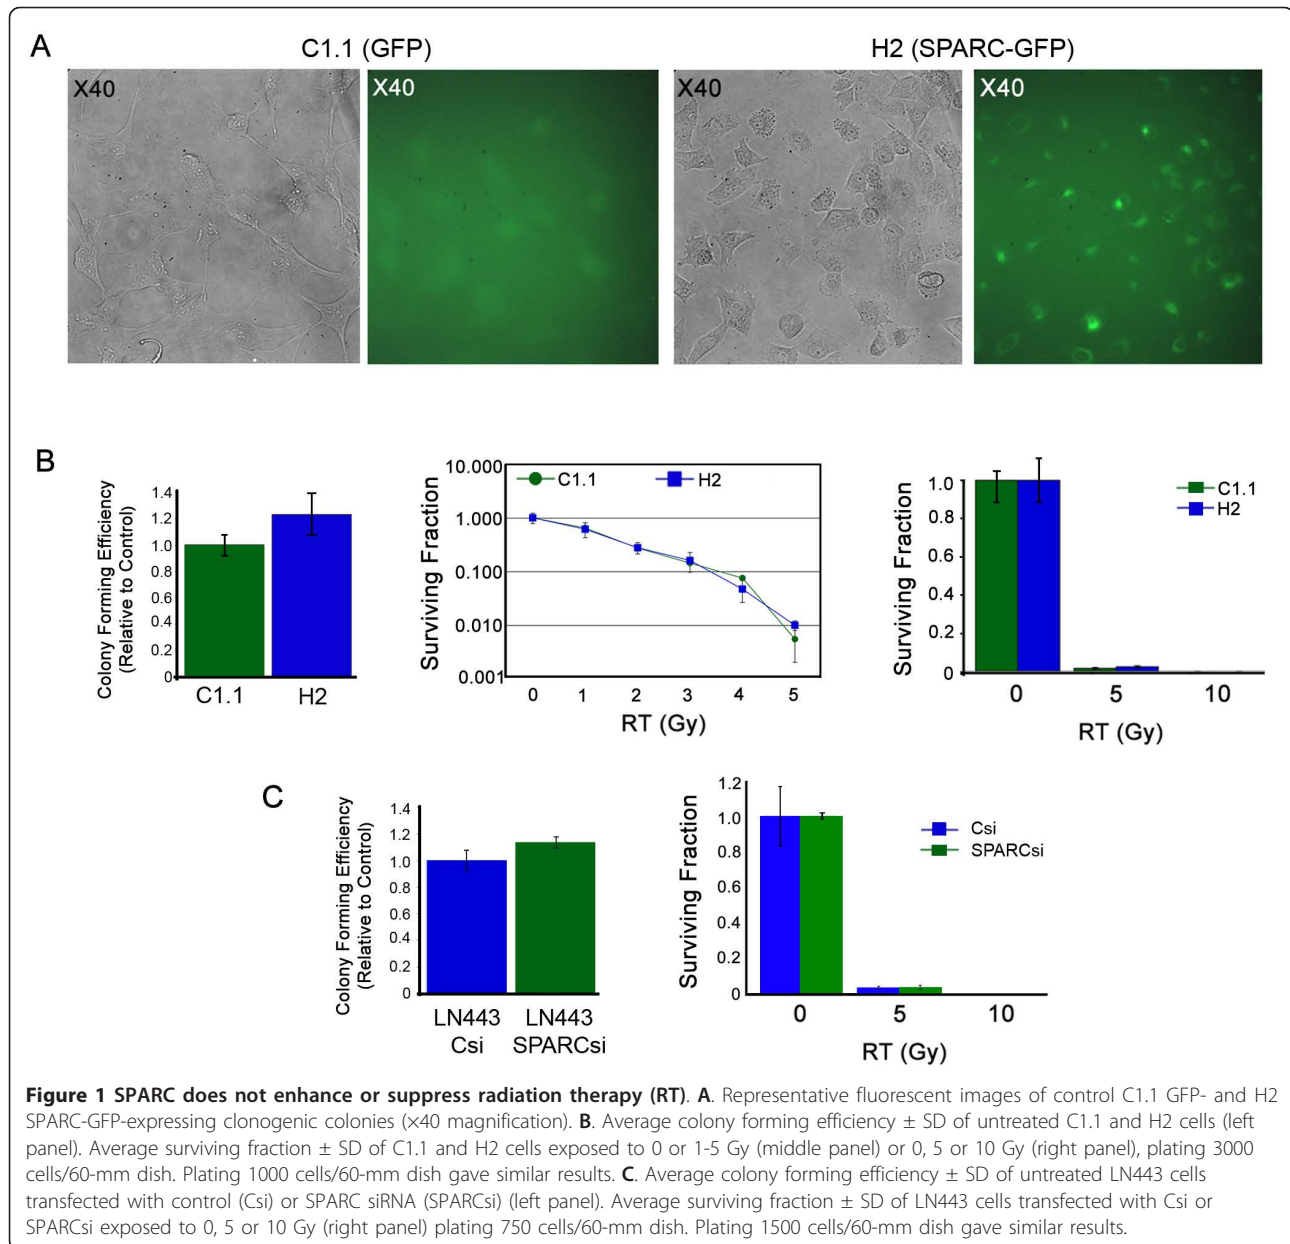 A
C1.1 (GFP)
H2 (SPARC-GFP)
X40
X40
X40
X40
B
Colony Forming Efficiency
(Relative to Control)
1.4
1.2
1.0
0.8
0.6
0.4
0.2
0
C1.1
H2
Surviving Fraction
10.000
1.000
0.100
0.010
0.001
C1.1
H2
0 1 2 3 4 5
RT (Gy)
Surviving Fraction
1.0
0.8
0.6
0.4
0.2
0
C1.1
H2
0 5 10
RT (Gy)
C
Colony Forming Efficiency
(Relative to Control)
1.4
1.2
1.0
0.8
0.6
0.4
0.2
0
LN443
Csi
LN443
SPARCsi
Surviving Fraction
1.2
1.0
0.8
0.6
0.4
0.2
0
Csi
SPARCsi
0 5 10
RT (Gy)
Figure 1 SPARC does not enhance or suppress radiation therapy (RT). A. Representative fluorescent images of control C1.1 GFP- and H2
SPARC-GFP-expressing clonogenic colonies (×40 magnification). B. Average colony forming efficiency ± SD of untreated C1.1 and H2 cells (left
panel). Average surviving fraction ± SD of C1.1 and H2 cells exposed to 0 or 1-5 Gy (middle panel) or 0, 5 or 10 Gy (right panel), plating 3000
cells/60-mm dish. Plating 1000 cells/60-mm dish gave similar results. C. Average colony forming efficiency ± SD of untreated LN443 cells
transfected with control (Csi) or SPARC siRNA (SPARCsi) (left panel). Average surviving fraction ± SD of LN443 cells transfected with Csi or
SPARCsi exposed to 0, 5 or 10 Gy (right panel) plating 750 cells/60-mm dish. Plating 1500 cells/60-mm dish gave similar results.